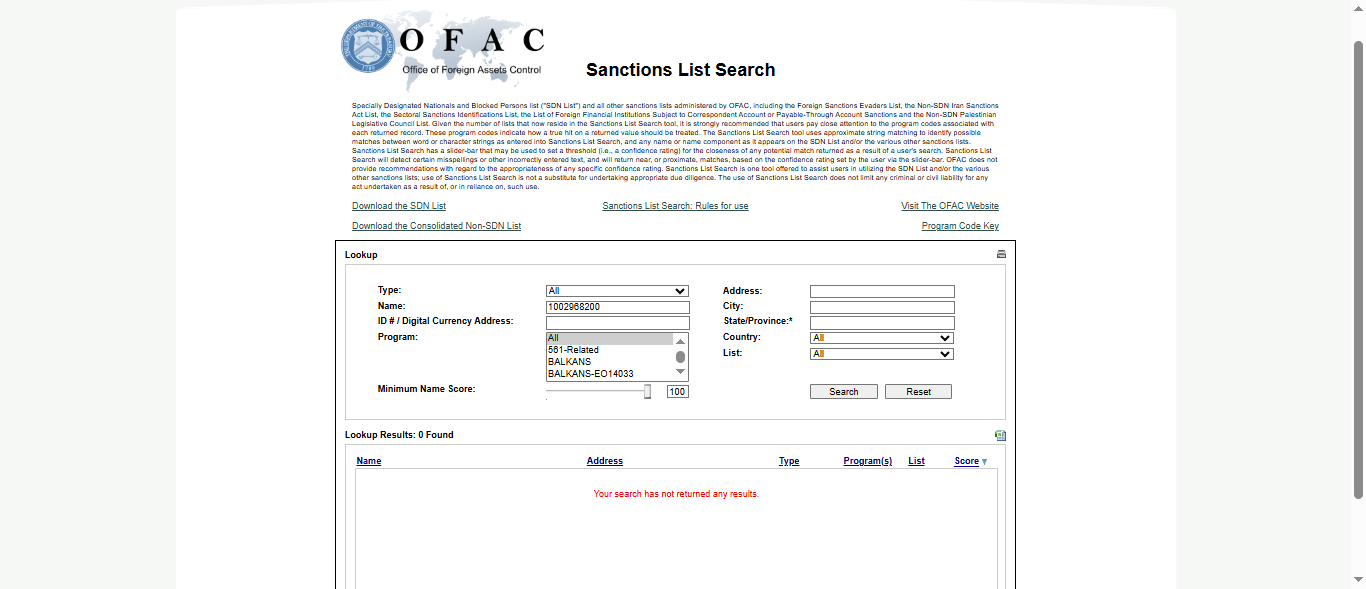 OFAC
Office of Foreign Assets Control
Sanctions List Search
Specially Designated Nationals and Blocked Persons list ("SDN List") and all other sanctions lists administered by OFAC, including the Foreign Sanctions Evaders List, the Non-SDN Iran Sanctions
Act List, the Sectoral Sanctions Identifications List, the List of Foreign Financial Institutions Subject to Correspondent Account or Payable-Through Account Sanctions and the Non-SDN Palestinian
Legislative Council List. Given the number of lists that now reside in the Sanctions List Search tool, it is strongly recommended that users pay close attention to the program codes associated with
each returned record. These program codes indicate how a true hit on a returned value should be treated. The Sanctions List Search tool uses approximate string matching to identify possible
matches between word or character strings as entered into Sanctions List Search, and any name or name component as it appears on the SDN List and/or the various other sanctions lists.
Sanctions List Search has a slider-bar that may be used to set a threshold (i.e., a confidence rating) for the closeness of any potential match returned as a result of a user's search. Sanctions List
Search will detect certain misspellings or other incorrectly entered text, and will return near, or proximate, matches, based on the confidence rating set by the user via the slider-bar. OFAC does not
provide recommendations with regard to the appropriateness of any specific confidence rating. Sanctions List Search is one tool offered to assist users in utilizing the SDN List and/or the various
other sanctions lists; use of Sanctions List Search is not a substitute for undertaking appropriate due diligence. The use of Sanctions List Search does not limit any criminal or civil liability for any
act undertaken as a result of, or in reliance on, such use.
Download the SDN List Sanctions List Search: Rules for use Visit The OFAC Website
Download the Consolidated Non-SDN List Program Code Key
Lookup
Type: All Address:
Name: 1002968200 City:
ID # / Digital Currency Address: State/Province:*
Program: All Country: All
561-Related List: All
BALKANS
BALKANS-EO14033
Minimum Name Score: 100 Search Reset
Lookup Results: 0 Found
Name Address Type Program(s) List Score
Your search has not returned any results.